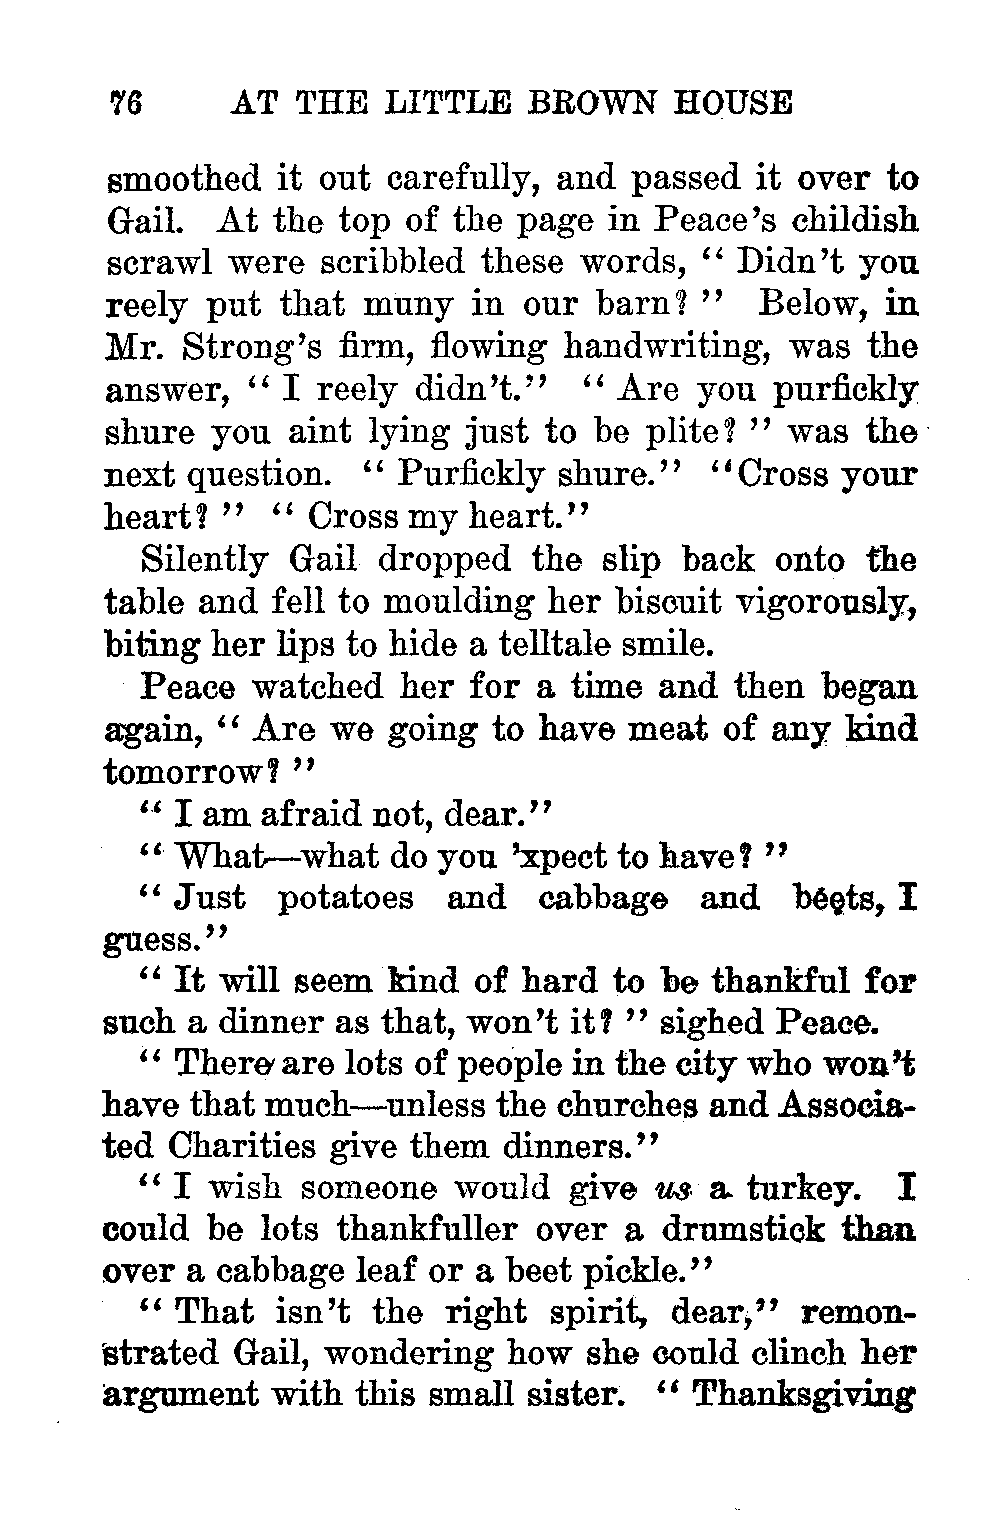 76 AT THE LITTLE BROWN HOUSE
smoothed it out carefully, and passed it over to
Gail. At the top of the page in Peace's childish
scrawl were scribbled these words, " Didn't you
reely put that muny in our barn? " Below, in
Mr. Strong's firm, flowing handwriting, was the
answer, " I reely didn't." " Are you purfickly
shure you aint lying just to be plite? " was the
next question. " Purfickly shure." "Cross your
heart? " " Cross my heart."
Silently Gail dropped the slip back onto the
table and fell to moulding her biscuit vigorously,
biting her lips to hide a telltale smile.
Peace watched her for a time and then began
again, " Are we going to have meat of any kind
tomorrow? "
" I am afraid not, dear."
" What—what do you 'xpect to have? "
" Just potatoes and cabbage and beets, I
guess."
" It will seem kind of hard to be thankful for
such a dinner as that, won't it? " sighed Peace.
" There are lots of people in the city who won't
have that much—unless the churches and Associa-
ted Charities give them dinners."
" I wish someone would give us a turkey. I
could be lots thankfuller over a drumstick than
over a cabbage leaf or a beet pickle."
" That isn't the right spirit, dear," remon-
strated Gail, wondering how she could clinch her
argument with this small sister. " Thanksgiving